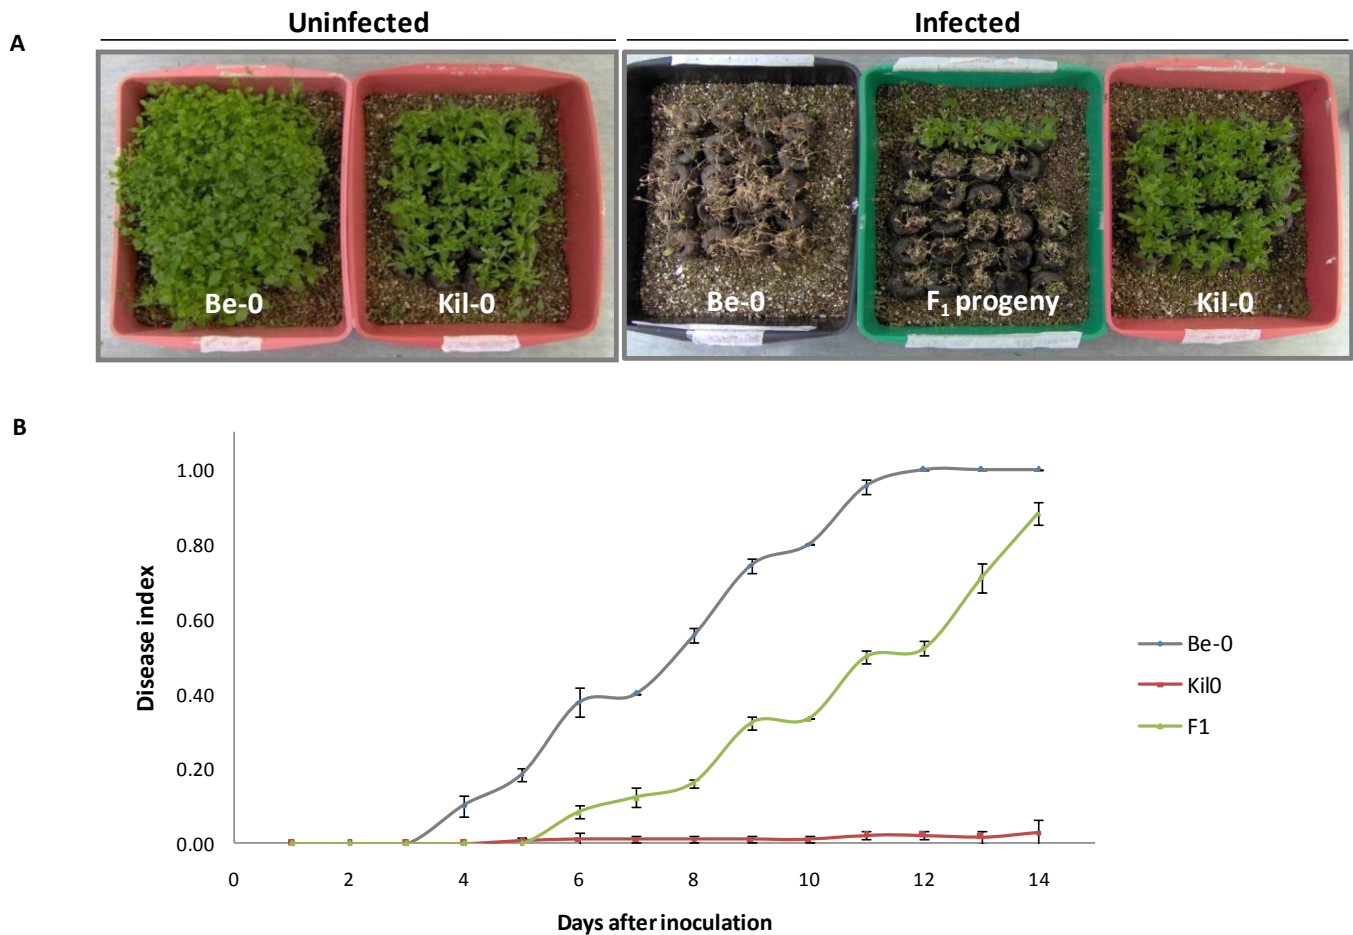 Uninfected
Infected
A
Be-0
Kil-0
Be-0
F1 progeny
Kil-0
B
1.00
0.80
0.60
0.40
0.20
0.00
Disease index
0
2
4
6
8
10
12
14
Days after inoculation
Be-0
Kil0
F1